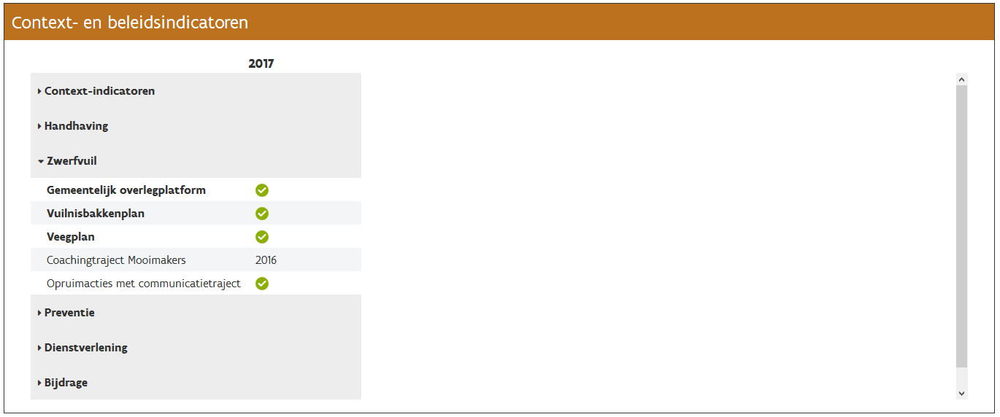 Context- en beleidsindicatoren
2017
Context-indicatoren
Handhaving
Zwerfvuil
Gemeentelijk overlegplatform
Vuilnisbakkenplan
Veegplan
Coachingtraject Mooimakers 2016
Opruimacties met communicatietraject
Preventie
Dienstverlening
Bijdrage